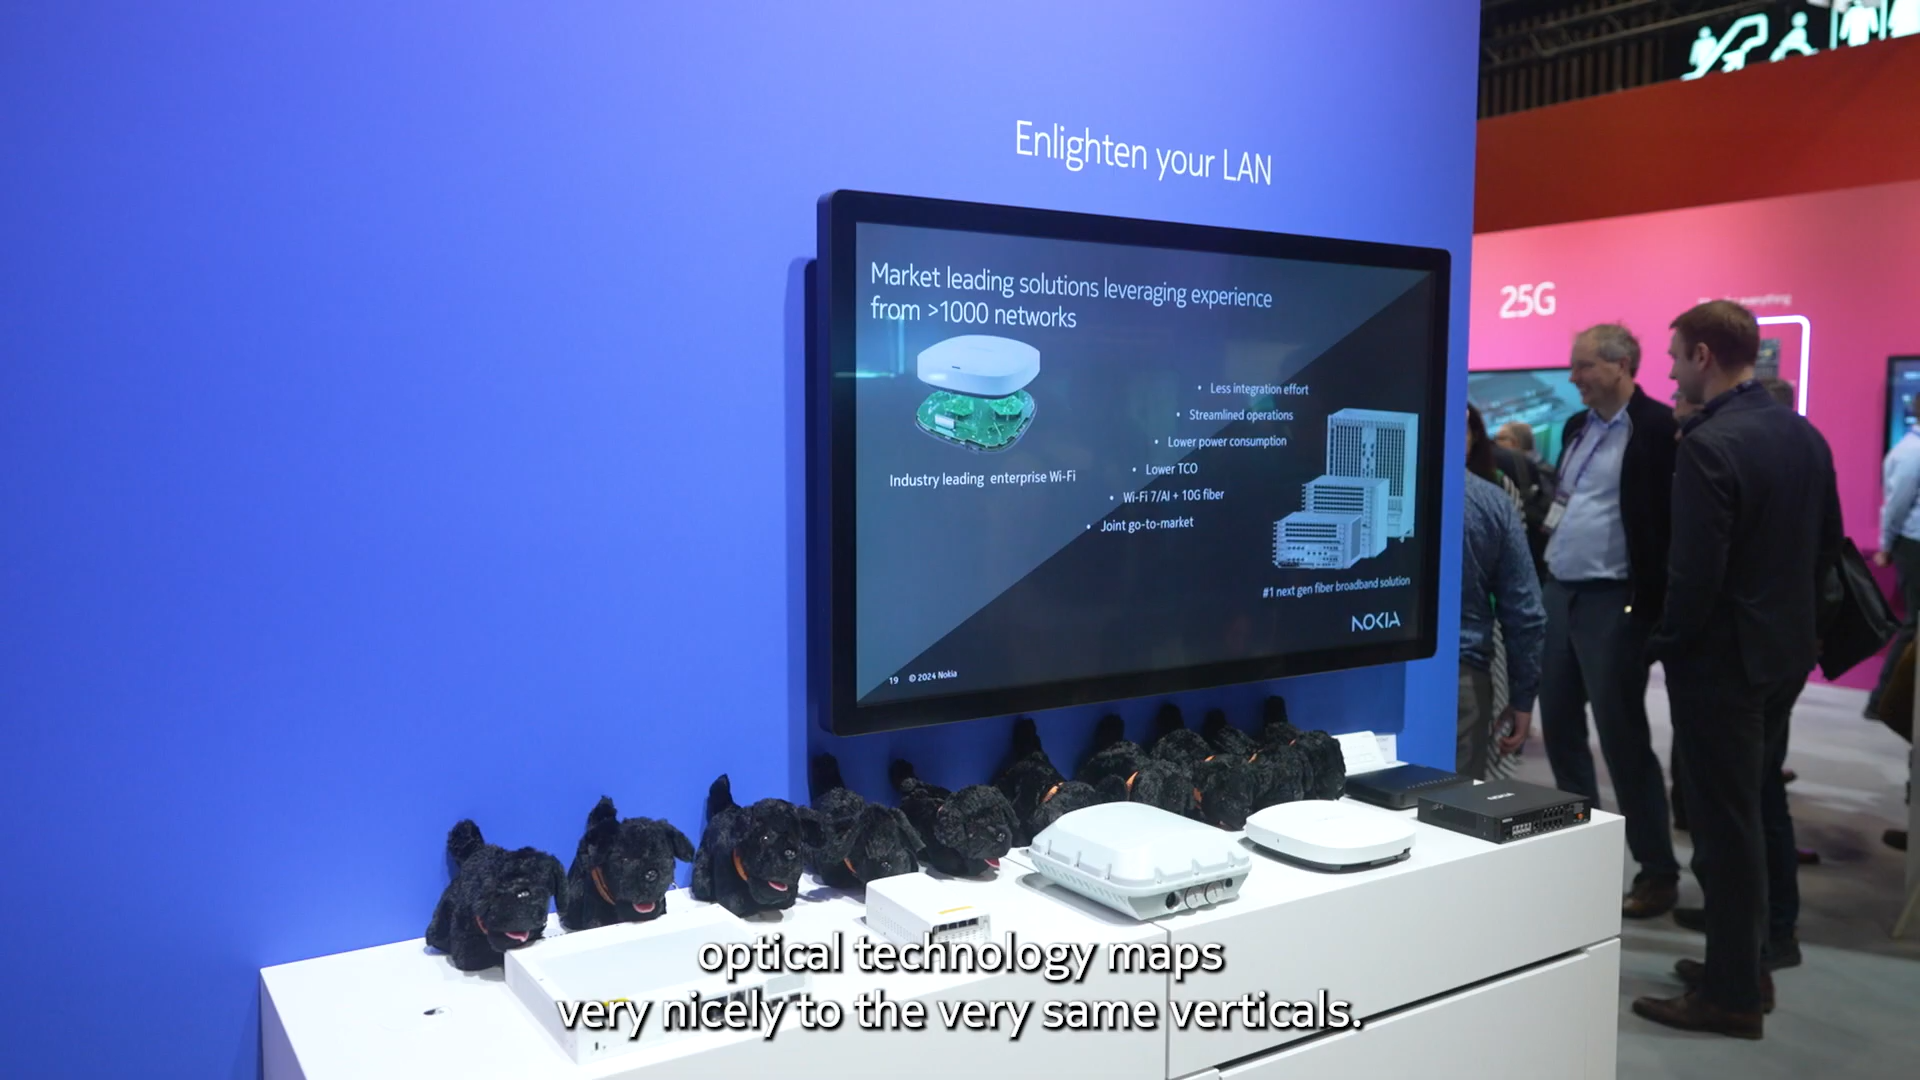 Enlighten your LAN
Market leading solutions leveraging experience
from >1000 networks
Industry leading enterprise Wi-Fi
• Less integration effort
• Streamlined operations
• Lower power consumption
• Lower TCO
• Wi-Fi 7/AI + 10G fiber
• Joint go-to-market
#1 next gen fiber broadband solution
NOKIA
19 © 2024 Nokia
25G
everything
NOKIA
optical technology maps
very nicely to the very same verticals.